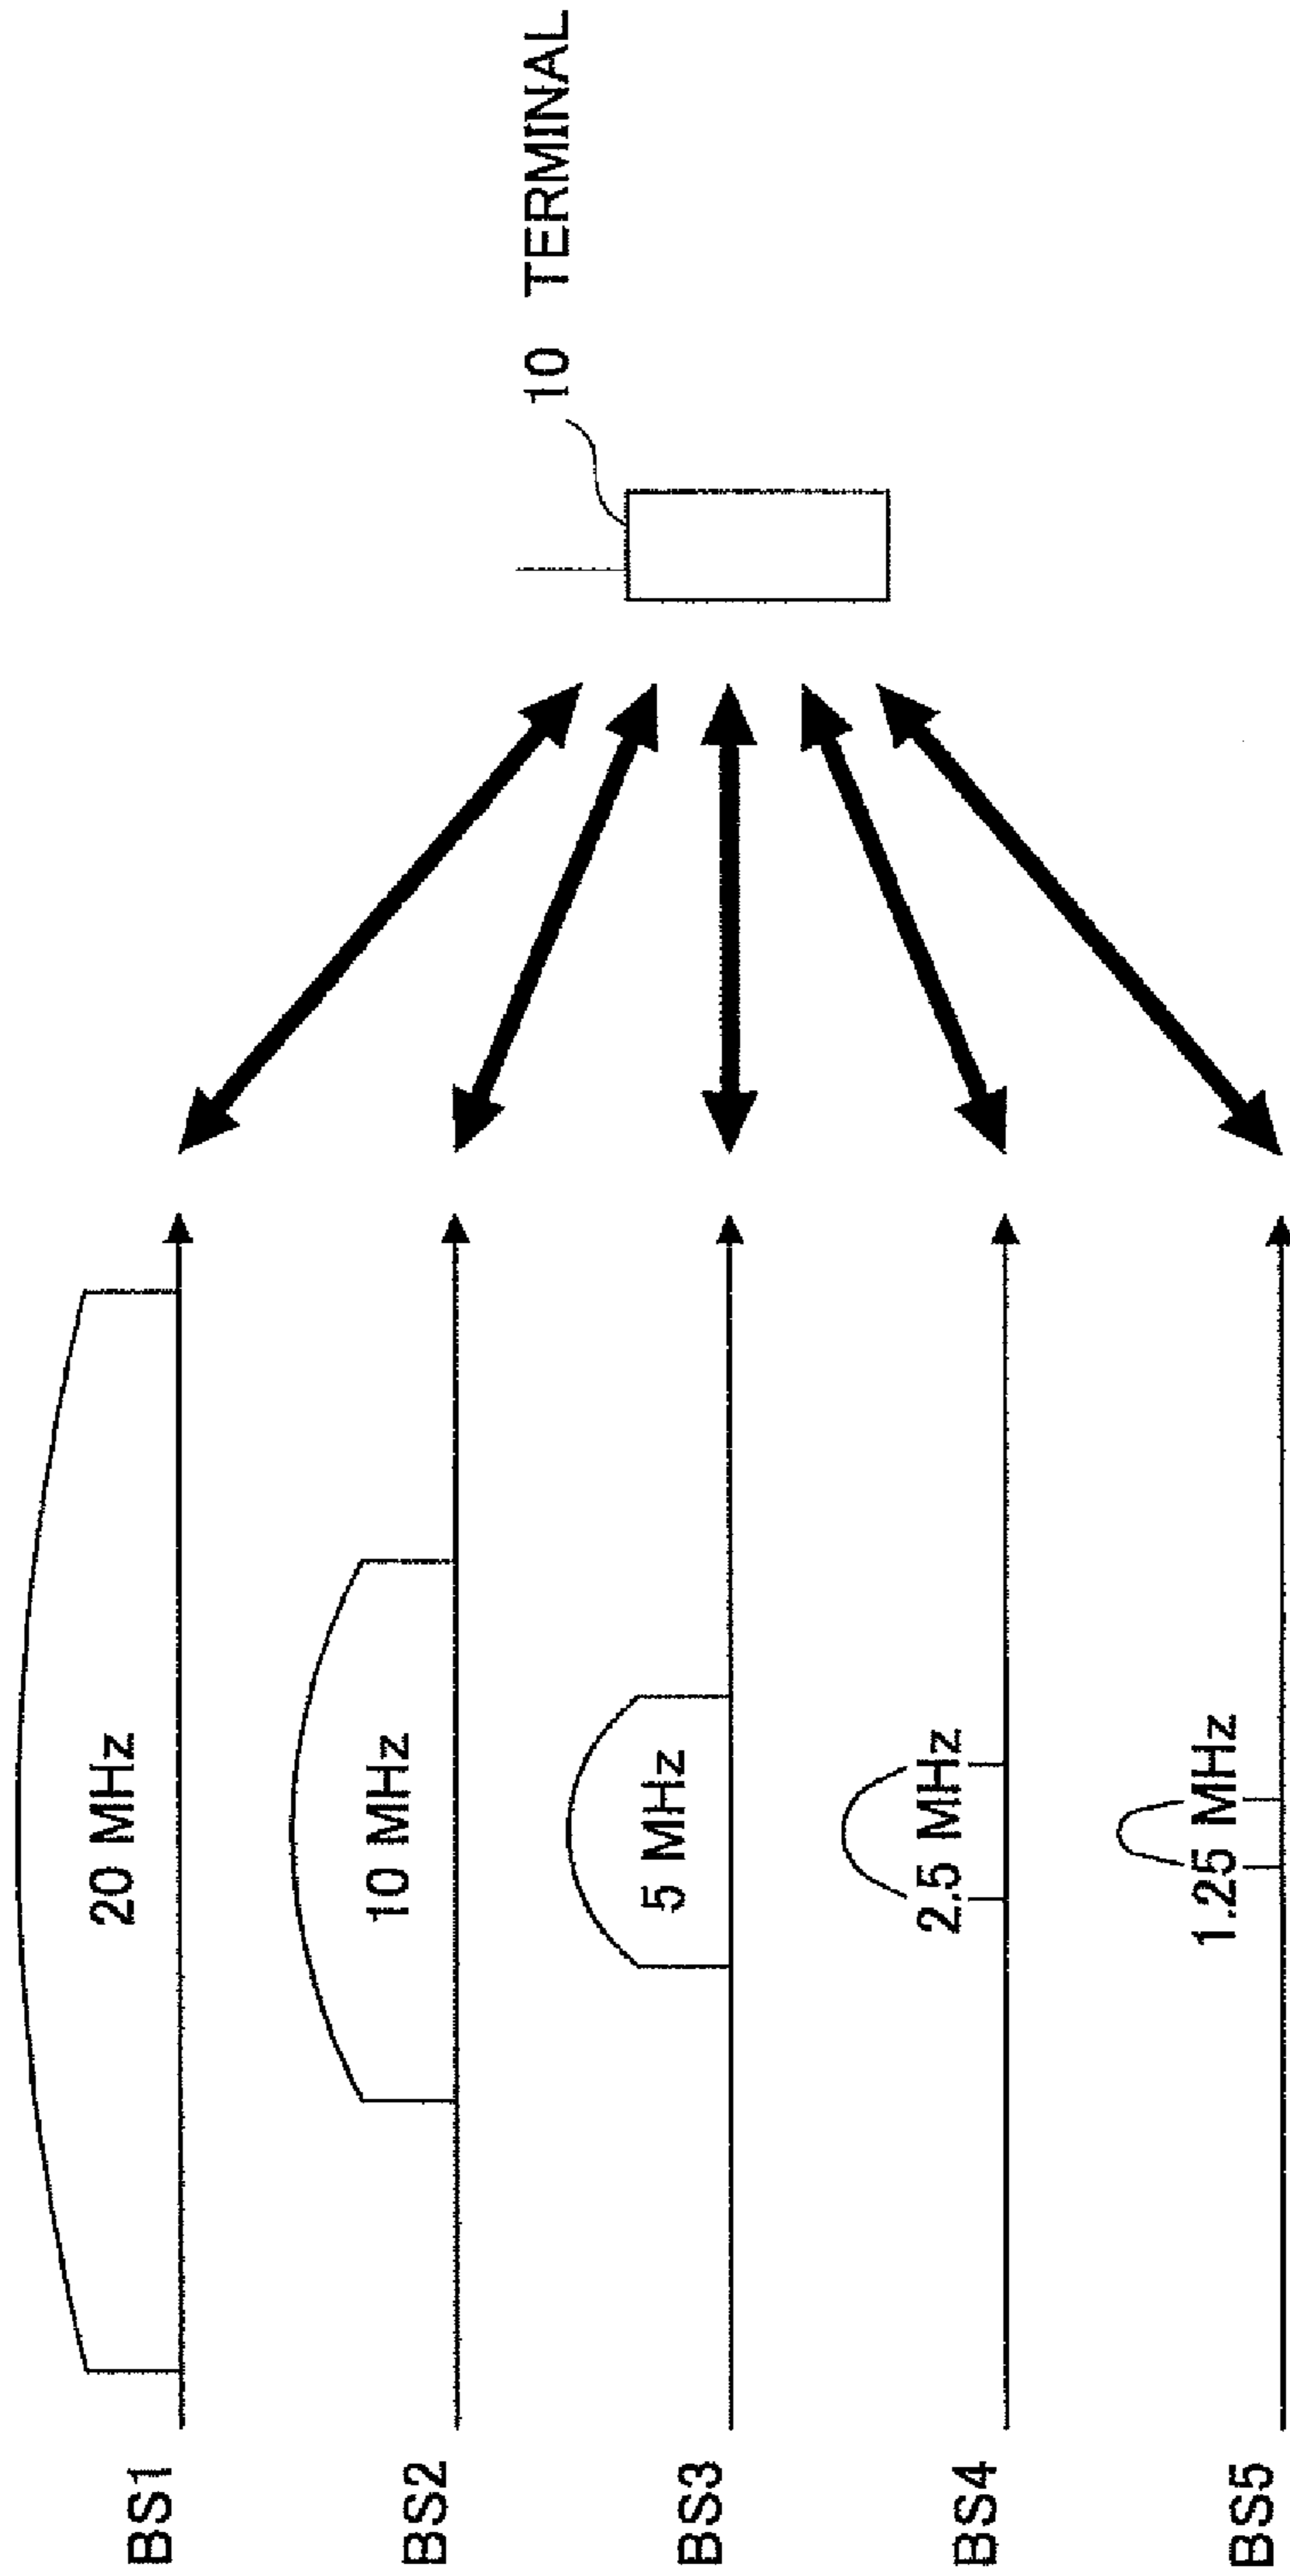 BS1
20 MHz
BS2
10 MHz
BS3
5 MHz
BS4
2.5 MHz
BS5
1.25 MHz
10 TERMINAL